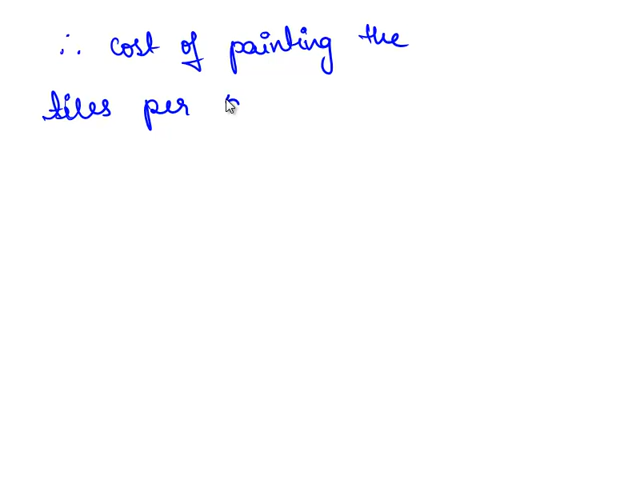 ∴ cost of painting the
tiles per